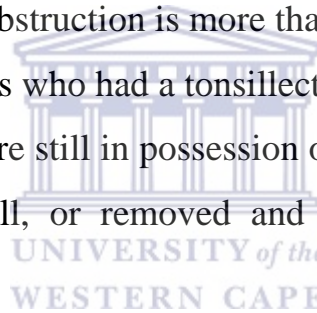 bstruction is more tha
s who had a tonsillect
re still in possession o
ll, or removed and
UNIVERSITY of the
WESTERN CAPE